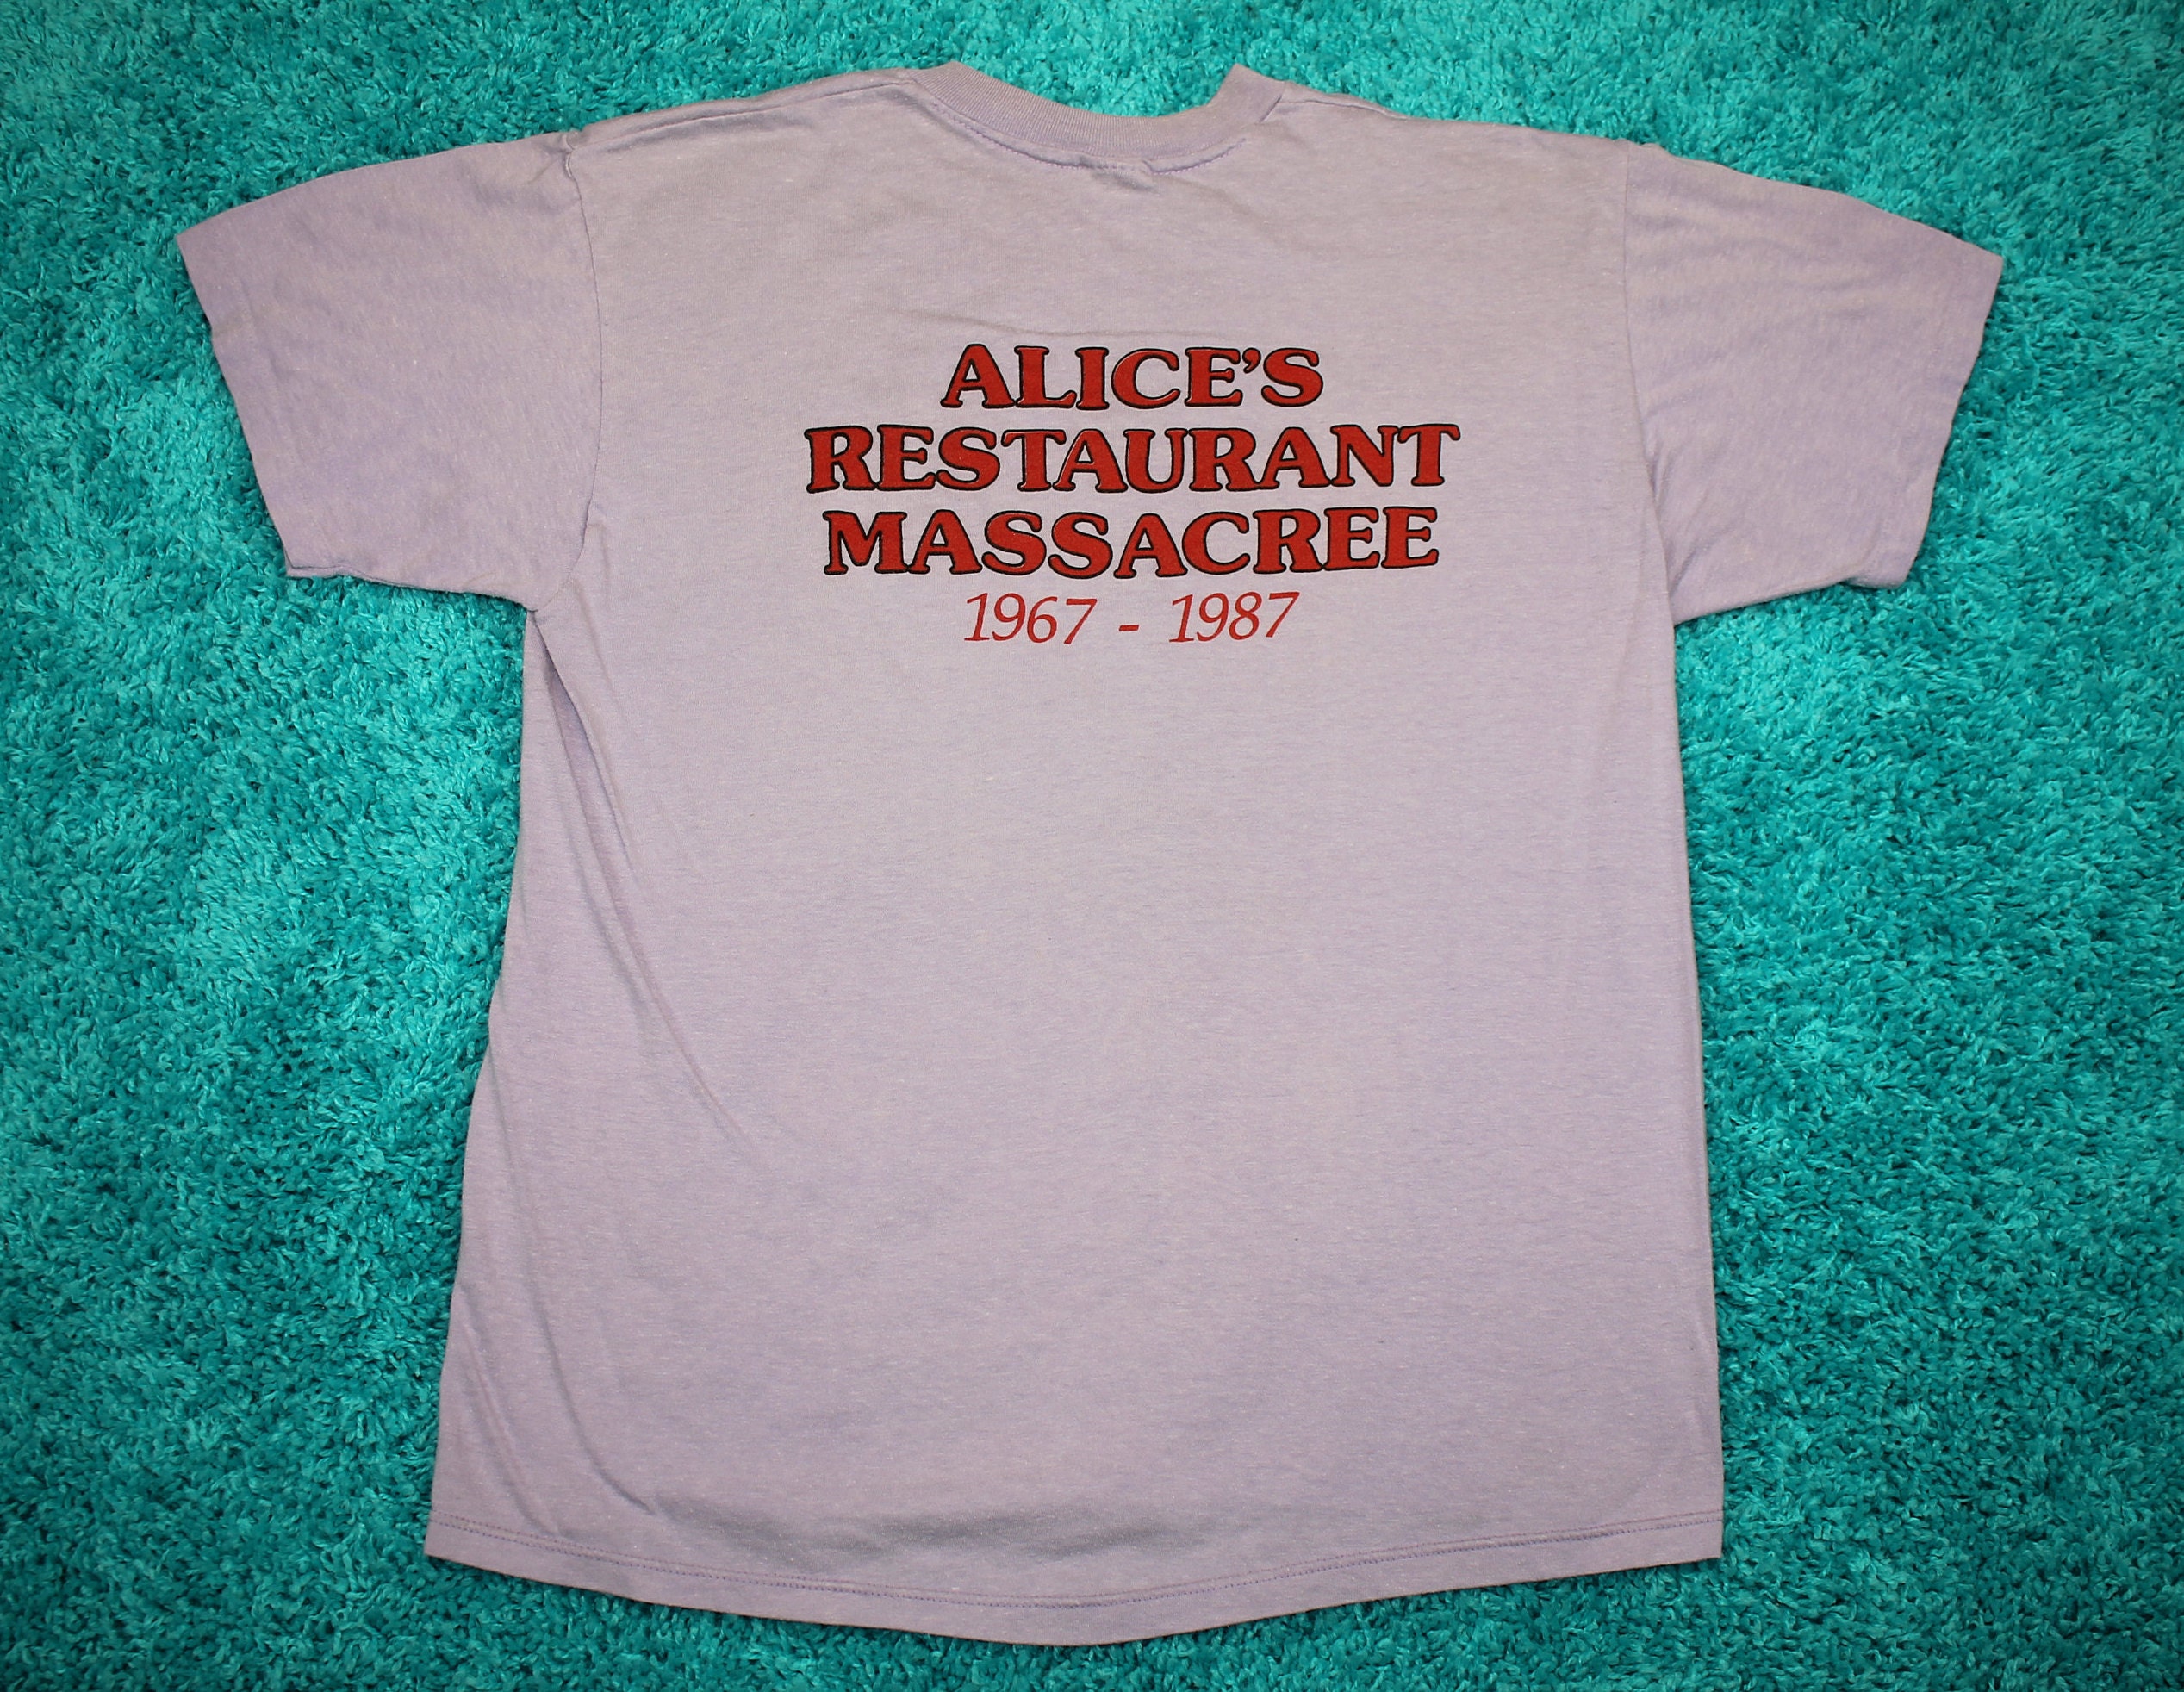 ALICE'S
RESTAURANT
MASSACREE
1967 - 1987